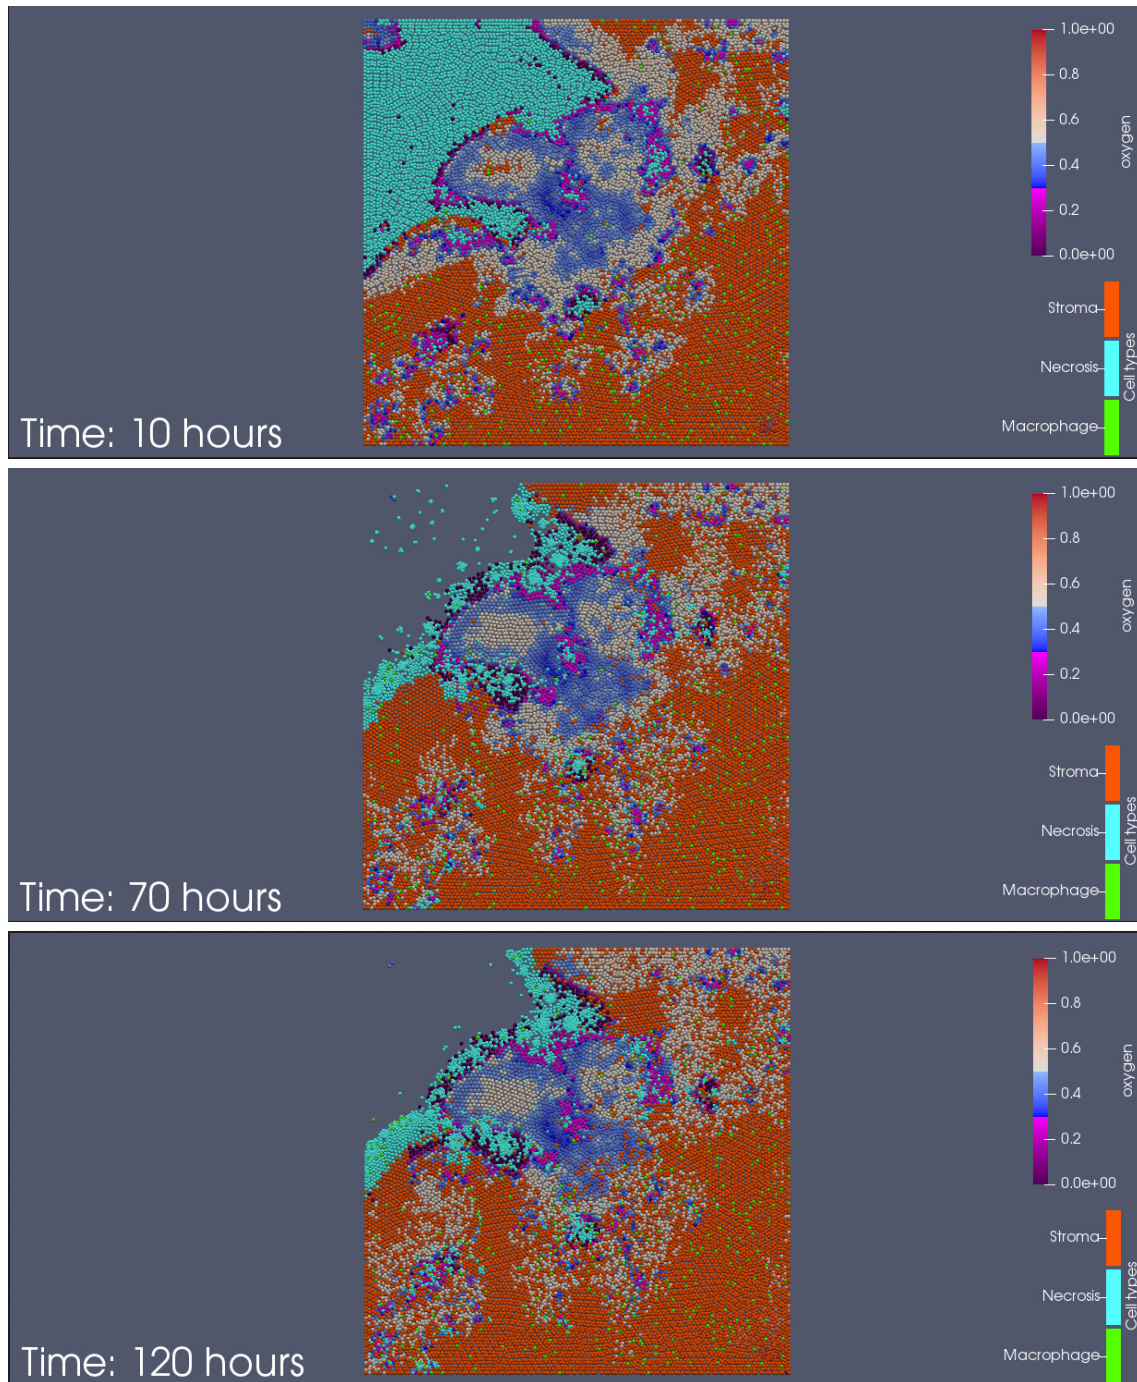 1.0e+00
0.8
0.6
0.4
0.2
0.0e+00
oxygen
Stroma
Necrosis
Macrophage
Cell types
Time: 10 hours
1.0e+00
0.8
0.6
0.4
0.2
0.0e+00
oxygen
Stroma
Necrosis
Macrophage
Cell types
Time: 70 hours
1.0e+00
0.8
0.6
0.4
0.2
0.0e+00
oxygen
Stroma
Necrosis
Macrophage
Cell types
Time: 120 hours